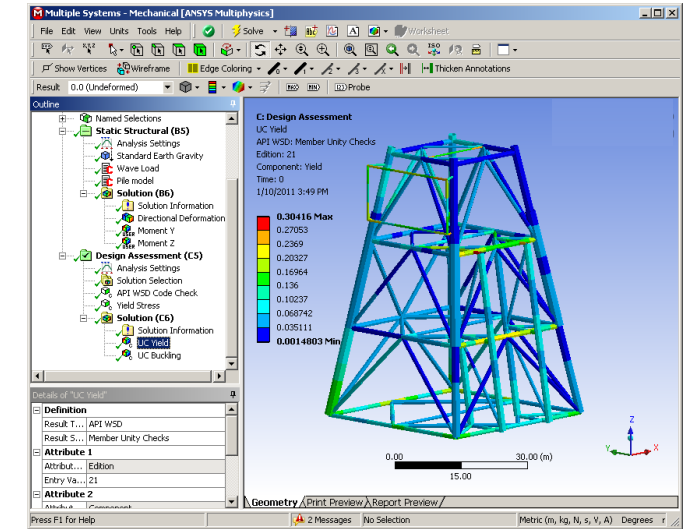 Multiple Systems - Mechanical [ANSYS Multiphysics]
File Edit View Units Tools Help Solve Worksheet
Show Vertices Wireframe Edge Coloring Thicken Annotations
Result 0.0 (Undeformed) MAX MIN Probe
Outline
Named Selections
Static Structural (B5)
Analysis Settings
Standard Earth Gravity
Wave Load
Pile model
Solution (B6)
Solution Information
Directional Deformation
Moment Y
Moment Z
Design Assessment (C5)
Analysis Settings
Solution Selection
API WSD Code Check
Yield Stress
Solution (C6)
Solution Information
UC Yield
UC Buckling
Details of "UC Yield"
Definition
Result T... API WSD
Result S... Member Unity Checks
Attribute 1
Attribut... Edition
Entry Va... 21
Attribute 2
Attribut... Component
C: Design Assessment
UC Yield
API WSD: Member Unity Checks
Edition: 21
Component: Yield
Time: 0
1/10/2011 3:49 PM
0.30416 Max
0.27053
0.2369
0.20327
0.16964
0.136
0.10237
0.068742
0.035111
0.0014803 Min
0.00 30.00 (m)
15.00
Z
Y X
Geometry Print Preview Report Preview
Press F1 for Help 2 Messages No Selection Metric (m, kg, N, s, V, A) Degrees r